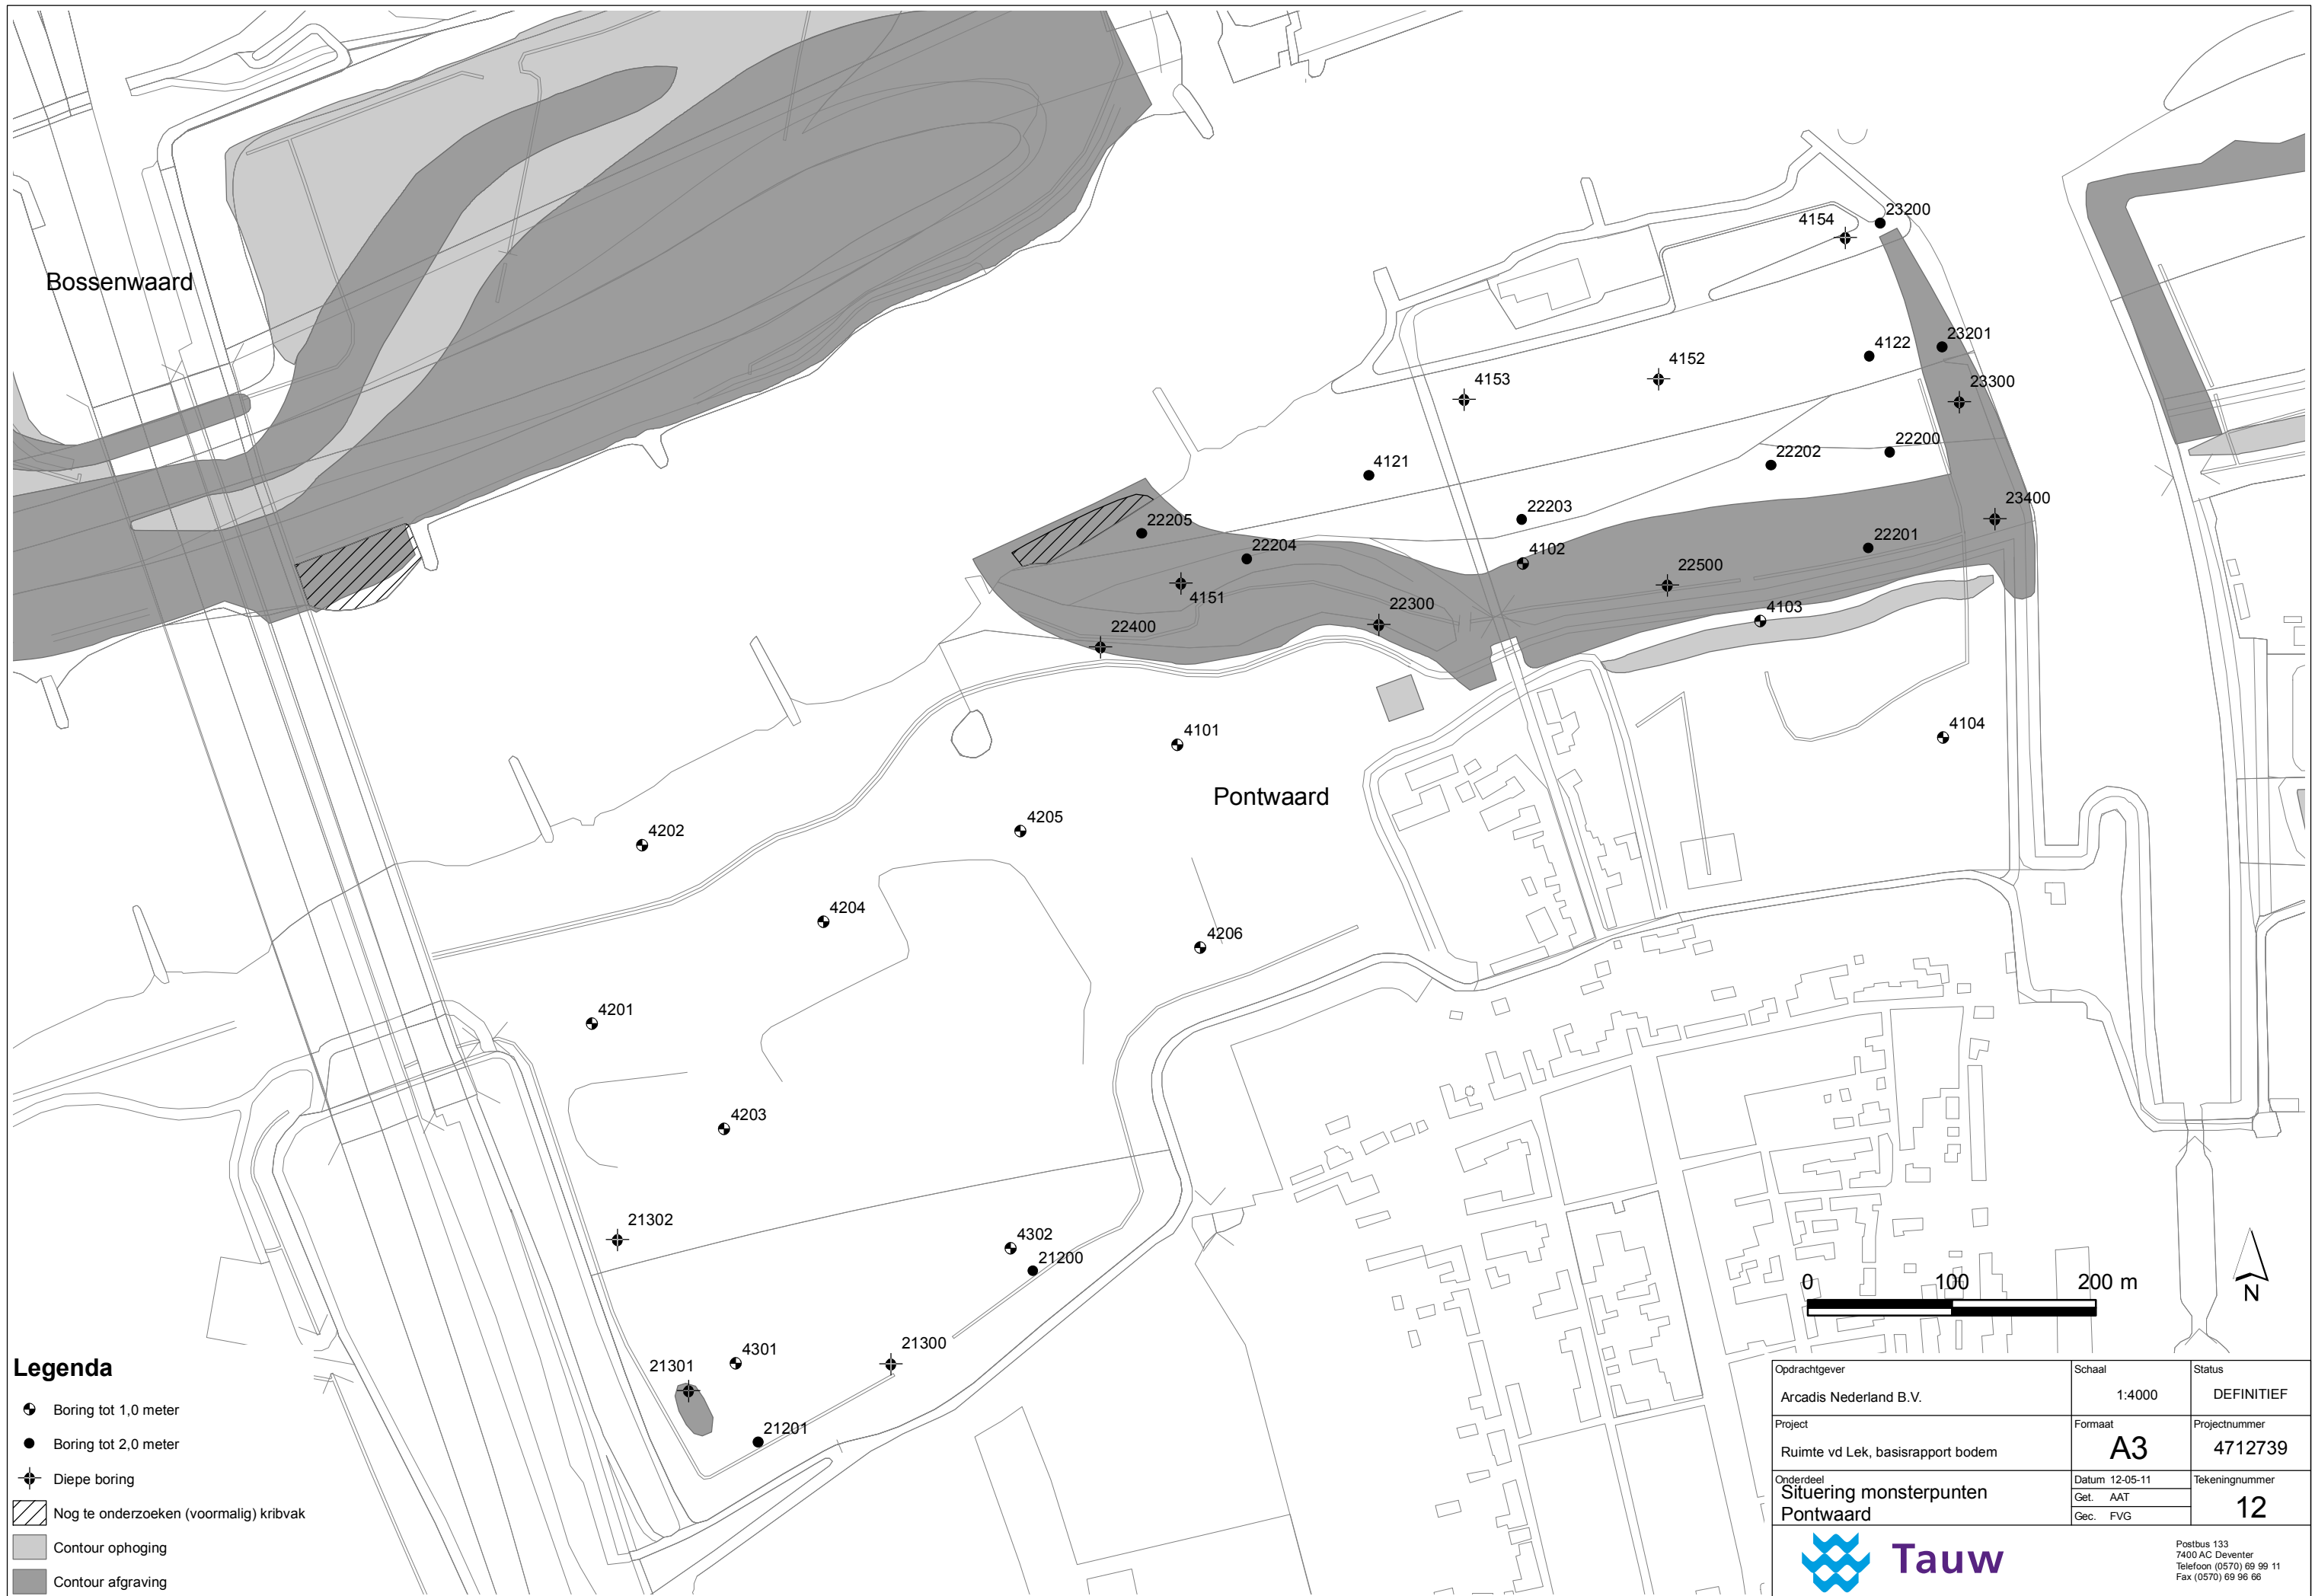 Bossenwaard
4154
23200
23201
4122
4152
4153
23300
4121
22202
22200
22203
23400
22205
22204
4102
22201
22500
4151
4103
22300
22400
4101
4104
Pontwaard
4205
4202
4204
4206
4201
4203
21302
4302
21200
4301
21300
21301
21201
0 100 200 m
N
Legenda
Boring tot 1,0 meter
Boring tot 2,0 meter
Diepe boring
Nog te onderzoeken (voormalig) kribvak
Contour ophoging
Contour afgraving
Opdrachtgever
Arcadis Nederland B.V.
Schaal
1:4000
Status
DEFINITIEF
Project
Ruimte vd Lek, basisrapport bodem
Formaat
A3
Projectnummer
4712739
Onderdeel
Situering monsterpunten
Pontwaard
Datum 12-05-11
Get. AAT
Gec. FVG
Tekeningnummer
12
Tauw
Postbus 133
7400 AC Deventer
Telefoon (0570) 69 99 11
Fax (0570) 69 96 66